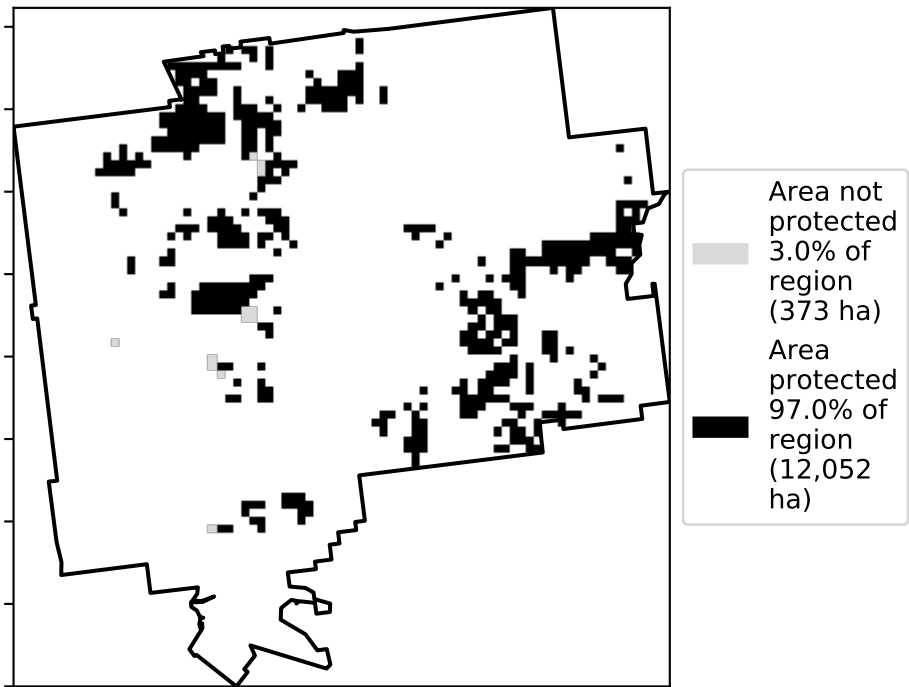 Area not
protected
3.0% of
region
(373 ha)
Area
protected
97.0% of
region
(12,052
ha)